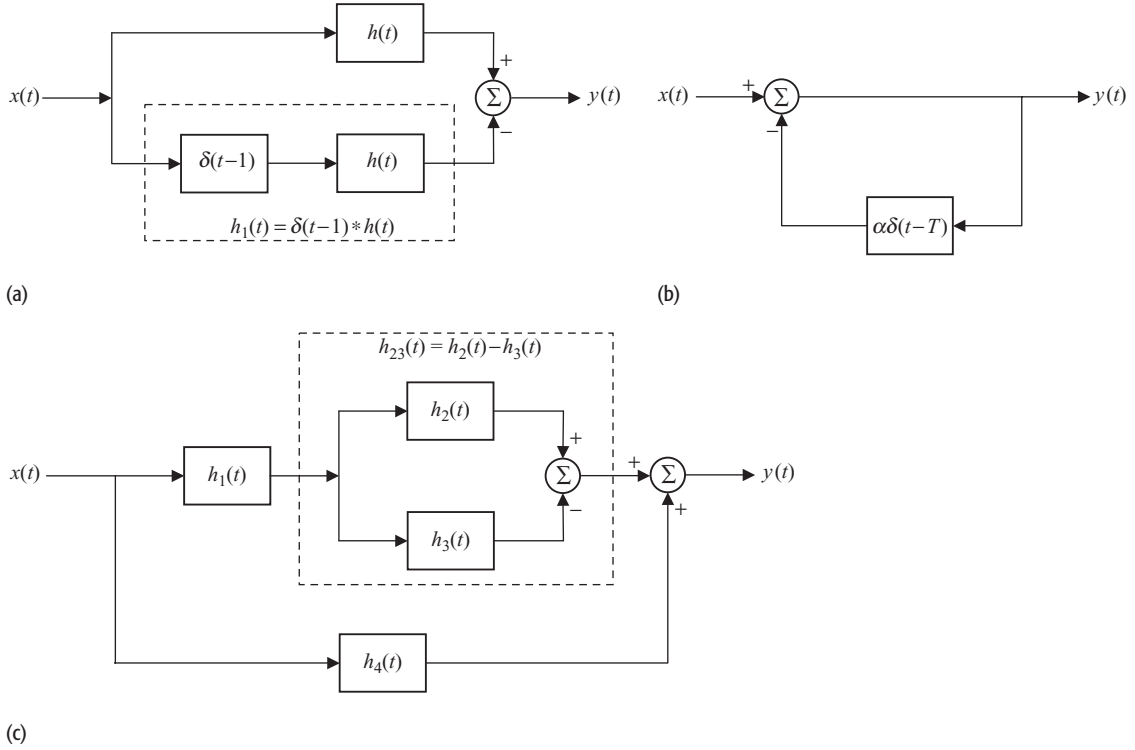 h(t)
x(t)
+
Σ
y(t)
−
δ(t−1)
h(t)
h₁(t) = δ(t−1)∗h(t)
(a)
x(t)
+
Σ
y(t)
−
αδ(t−T)
(b)
h₂₃(t) = h₂(t)−h₃(t)
h₂(t)
+
x(t)
h₁(t)
Σ
+
Σ
y(t)
−
+
h₃(t)
h₄(t)
(c)